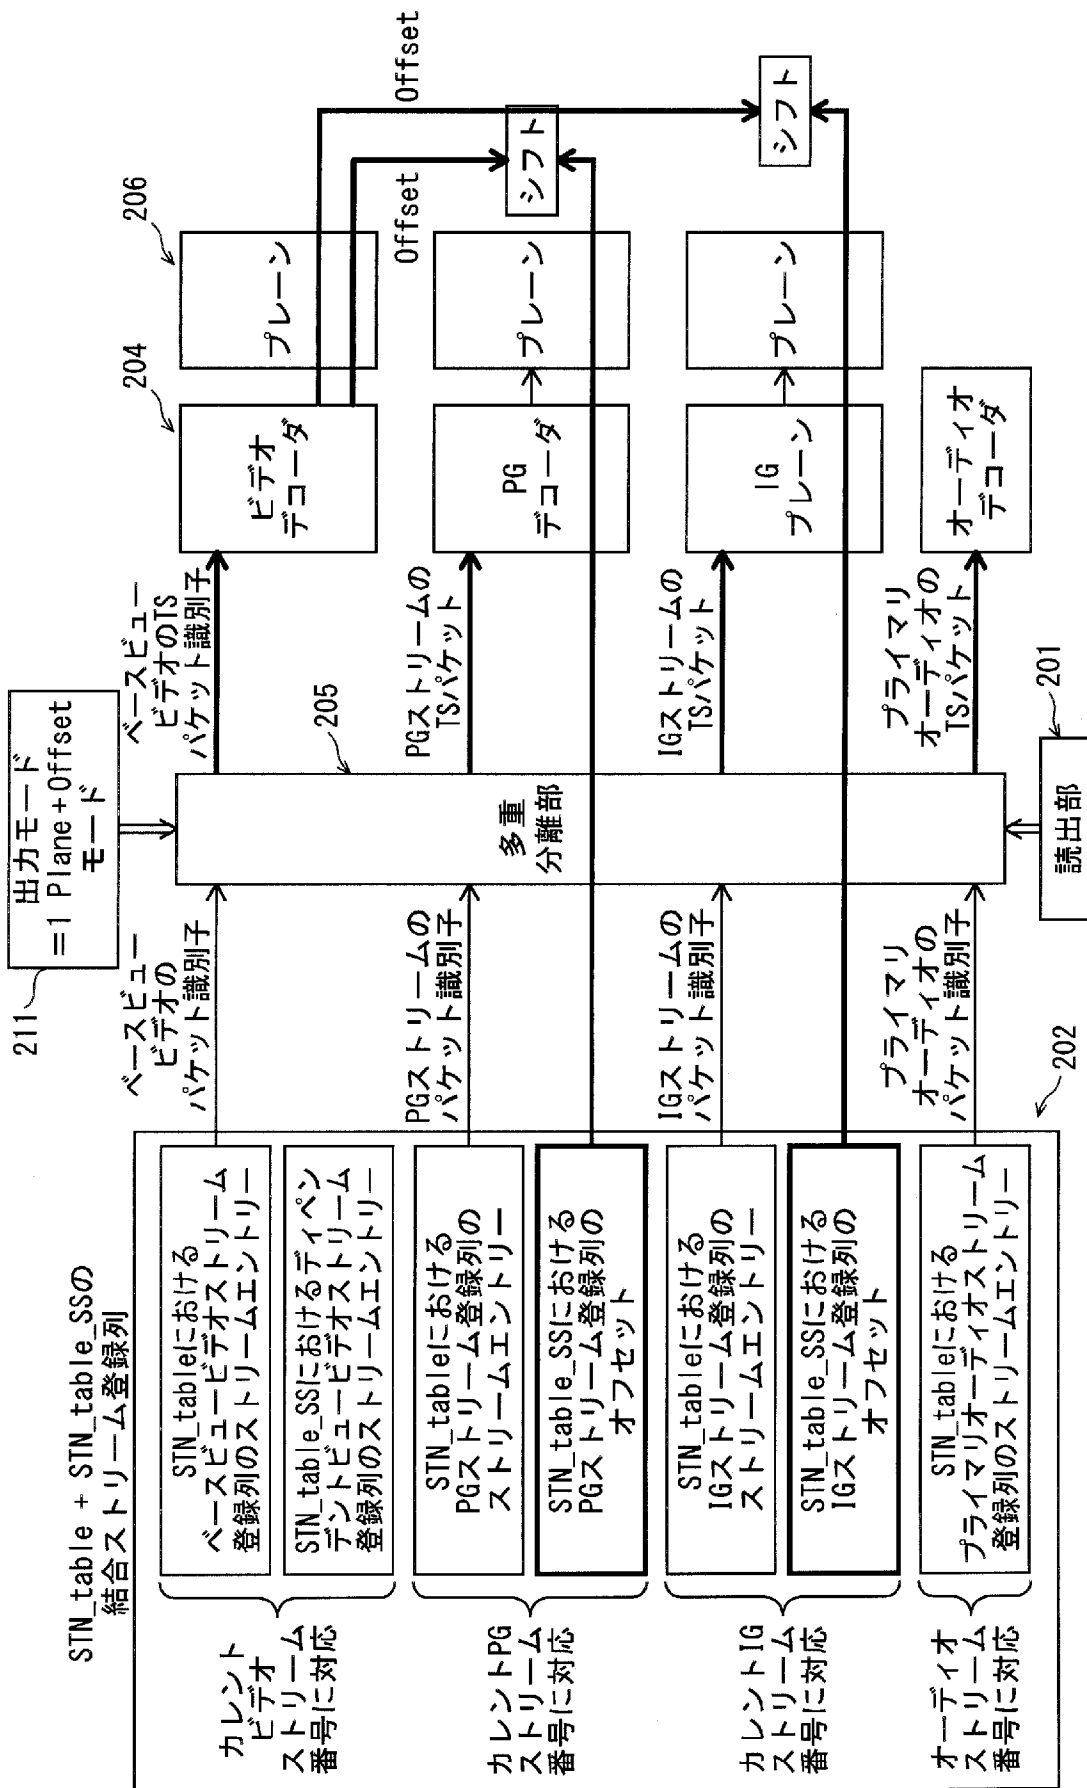 STN_table + STN_table_SSの
結合ストリーム登録列
カレント
ビデオ
ストリーム
番号に対応
STN_tableにおける
ベースビュービデオストリーム
登録列のストリームエントリー
STN_table_SSにおけるディペン
デントビュービデオストリーム
登録列のストリームエントリー
カレントPG
ストリーム
番号に対応
STN_tableにおける
PGストリーム登録列の
ストリームエントリー
STN_table_SSにおける
PGストリーム登録列の
オフセット
カレントIG
ストリーム
番号に対応
STN_tableにおける
IGストリーム登録列の
ストリームエントリー
STN_table_SSにおける
IGストリーム登録列の
オフセット
オーディオ
ストリーム
番号に対応
STN_tableにおける
プライマリオーディオストリーム
登録列のストリームエントリー
202
211
出力モード
=1 Plane+Offset
モード
ベースビュー
ビデオの
パケット識別子
PGストリームの
パケット識別子
IGストリームの
パケット識別子
プライマリ
オーディオの
パケット識別子
多重
分離部
205
読出部
201
ベースビュー
ビデオのTS
パケット識別子
PGストリームの
TSパケット
IGストリームの
TSパケット
プライマリ
オーディオの
TSパケット
ビデオ
デコーダ
204
PG
デコーダ
IG
プレーン
オーディオ
デコーダ
プレーン
206
プレーン
プレーン
Offset
Offset
シフト
シフト